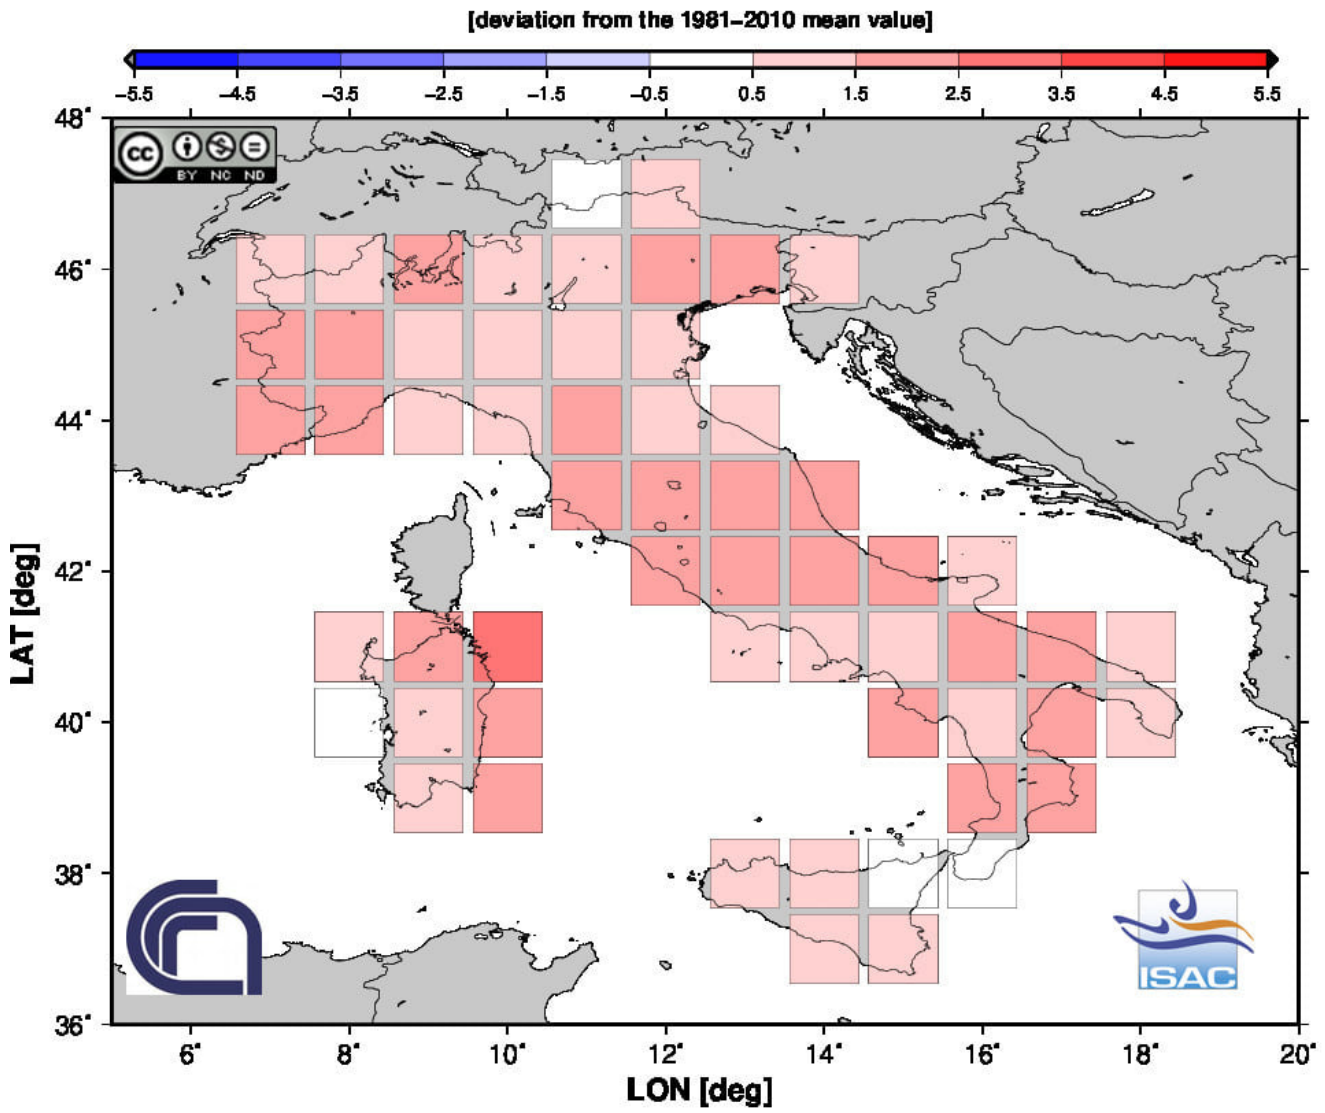 [deviation from the 1981−2010 mean value]
−5.5 −4.5 −3.5 −2.5 −1.5 −0.5 0.5 1.5 2.5 3.5 4.5 5.5
48°
cc
BY NC ND
46°
44°
42°
LAT [deg]
40°
38°
ISAC
36°
6° 8° 10° 12° 14° 16° 18° 20°
LON [deg]